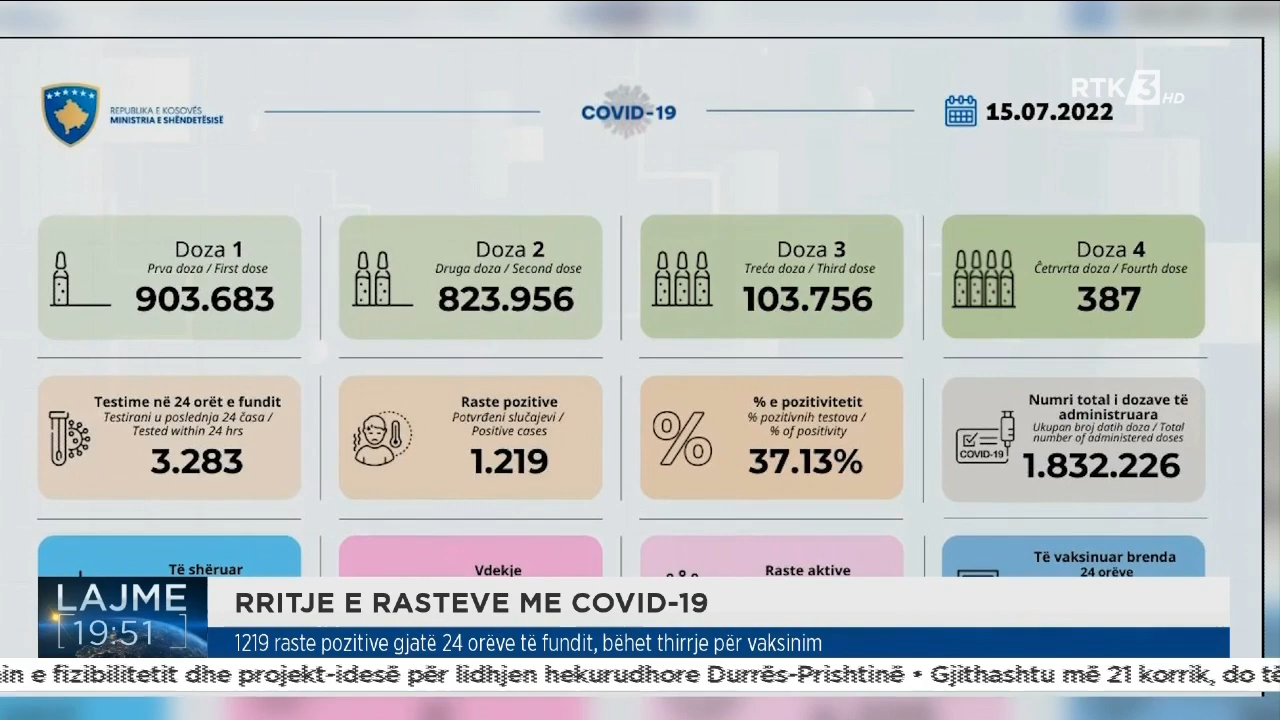 REPUBLIKA E KOSOVËS
MINISTRIA E SHËNDETËSISË
COVID-19
15.07.2022
RTK 3 HD
Doza 1
Prva doza / First dose
903.683
Doza 2
Druga doza / Second dose
823.956
Doza 3
Treća doza / Third dose
103.756
Doza 4
Ĉetrvrta doza / Fourth dose
387
Testime në 24 orët e fundit
Testirani u poslednja 24 časa /
Tested within 24 hrs
3.283
Raste pozitive
Potvrđeni slučajevi /
Positive cases
1.219
% e pozitivitetit
% pozitivnih testova /
% of positivity
37.13%
Numri total i dozave të
administruara
Ukupan broj datih doza / Total
number of administered doses
COVID-19
1.832.226
Të shëruar
Vdekje
Raste aktive
Të vaksinuar brenda
24 orëve
LAJME
19:51
RRITJE E RASTEVE ME COVID-19
1219 raste pozitive gjatë 24 orëve të fundit, bëhet thirrje për vaksinim
in e fizibilitetit dhe projekt-idesë për lidhjen hekurudhore Durrës-Prishtinë • Gjithashtu më 21 korrik, do të